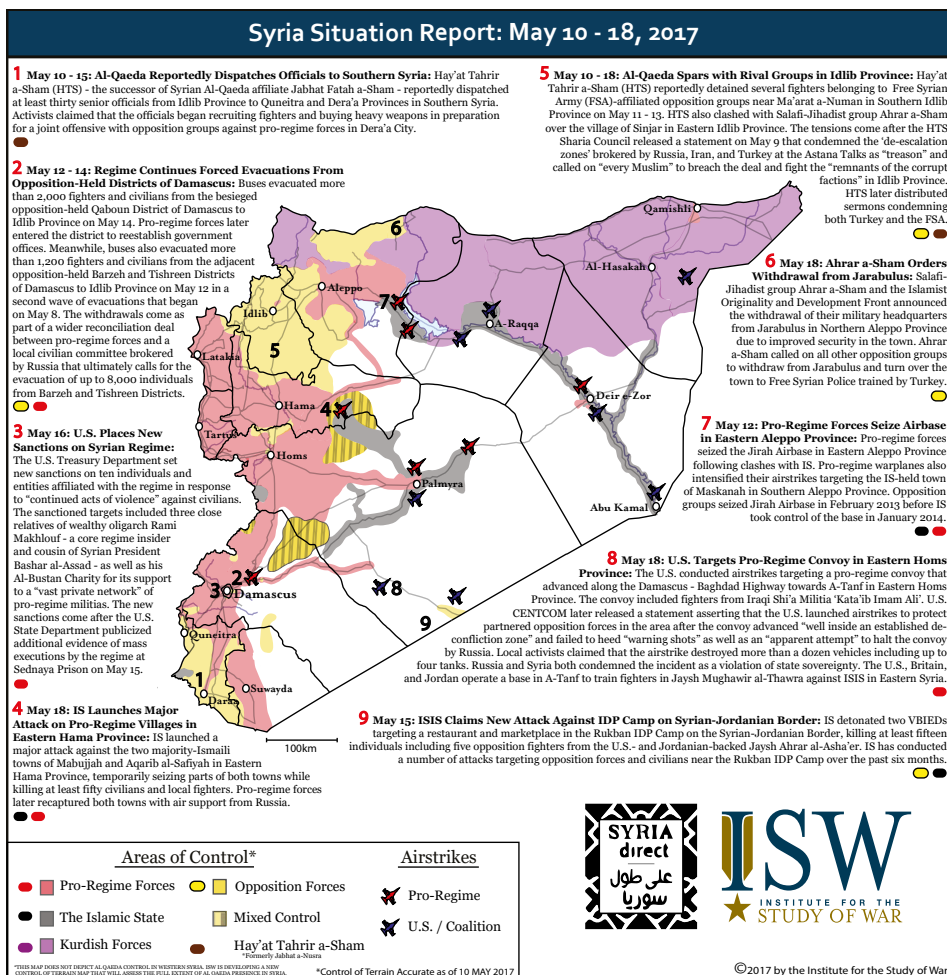 Syria Situation Report: May 10 - 18, 2017
1 May 10 - 15: Al-Qaeda Reportedly Dispatches Officials to Southern Syria: Hay'at Tahrir
a-Sham (HTS) - the successor of Syrian Al-Qaeda affiliate Jabhat Fatah a-Sham - reportedly dispatched
at least thirty senior officials from Idlib Province to Quneitra and Dera'a Provinces in Southern Syria.
Activists claimed that the officials began recruiting fighters and buying heavy weapons in preparation
for a joint offensive with opposition groups against pro-regime forces in Dera'a City.
2 May 12 - 14: Regime Continues Forced Evacuations From
Opposition-Held Districts of Damascus: Buses evacuated more
than 2,000 fighters and civilians from the besieged
opposition-held Qaboun District of Damascus to
Idlib Province on May 14. Pro-regime forces later
entered the district to reestablish government
offices. Meanwhile, buses also evacuated more
than 1,200 fighters and civilians from the adjacent
opposition-held Barzeh and Tishreen Districts
of Damascus to Idlib Province on May 12 in a
second wave of evacuations that began
on May 8. The withdrawals come as
part of a wider reconciliation deal
between pro-regime forces and a
local civilian committee brokered
by Russia that ultimately calls for the
evacuation of up to 8,000 individuals
from Barzeh and Tishreen Districts.
3 May 16: U.S. Places New
Sanctions on Syrian Regime:
The U.S. Treasury Department set
new sanctions on ten individuals and
entities affiliated with the regime in response
to "continued acts of violence" against civilians.
The sanctioned targets included three close
relatives of wealthy oligarch Rami
Makhlouf - a core regime insider
and cousin of Syrian President
Bashar al-Assad - as well as his
Al-Bustan Charity for its support
to a "vast private network" of
pro-regime militias. The new
sanctions come after the U.S.
State Department publicized
additional evidence of mass
executions by the regime at
Sednaya Prison on May 15.
4 May 18: IS Launches Major
Attack on Pro-Regime Villages in
Eastern Hama Province: IS launched a
major attack against the two majority-Ismaili
towns of Mabujjah and Aqarib al-Safiyah in Eastern
Hama Province, temporarily seizing parts of both towns while
killing at least fifty civilians and local fighters. Pro-regime forces
later recaptured both towns with air support from Russia.
5 May 10 - 18: Al-Qaeda Spars with Rival Groups in Idlib Province: Hay'at
Tahrir a-Sham (HTS) reportedly detained several fighters belonging to Free Syrian
Army (FSA)-affiliated opposition groups near Ma'arat a-Numan in Southern Idlib
Province on May 11 - 13. HTS also clashed with Salafi-Jihadist group Ahrar a-Sham
over the village of Sinjar in Eastern Idlib Province. The tensions come after the HTS
Sharia Council released a statement on May 9 that condemned the 'de-escalation
zones' brokered by Russia, Iran, and Turkey at the Astana Talks as "treason" and
called on "every Muslim" to breach the deal and fight the "remnants of the corrupt
factions" in Idlib Province.
HTS later distributed
sermons condemning
both Turkey and the FSA.
6 May 18: Ahrar a-Sham Orders
Withdrawal from Jarabulus: Salafi-
Jihadist group Ahrar a-Sham and the Islamist
Originality and Development Front announced
the withdrawal of their military headquarters
from Jarabulus in Northern Aleppo Province
due to improved security in the town. Ahrar
a-Sham called on all other opposition groups
to withdraw from Jarabulus and turn over the
town to Free Syrian Police trained by Turkey.
7 May 12: Pro-Regime Forces Seize Airbase
in Eastern Aleppo Province: Pro-regime forces
seized the Jirah Airbase in Eastern Aleppo Province
following clashes with IS. Pro-regime warplanes also
intensified their airstrikes targeting the IS-held town
of Maskanah in Southern Aleppo Province. Opposition
groups seized Jirah Airbase in February 2013 before IS
took control of the base in January 2014.
8 May 18: U.S. Targets Pro-Regime Convoy in Eastern Homs
Province: The U.S. conducted airstrikes targeting a pro-regime convoy that
advanced along the Damascus - Baghdad Highway towards A-Tanf in Eastern Homs
Province. The convoy included fighters from Iraqi Shi'a Militia 'Kata'ib Imam Ali'. U.S.
CENTCOM later released a statement asserting that the U.S. launched airstrikes to protect
partnered opposition forces in the area after the convoy advanced "well inside an established de-
confliction zone" and failed to heed "warning shots" as well as an "apparent attempt" to halt the convoy
by Russia. Local activists claimed that the airstrike destroyed more than a dozen vehicles including up to
four tanks. Russia and Syria both condemned the incident as a violation of state sovereignty. The U.S., Britain,
and Jordan operate a base in A-Tanf to train fighters in Jaysh Mughawir al-Thawra against ISIS in Eastern Syria.
9 May 15: ISIS Claims New Attack Against IDP Camp on Syrian-Jordanian Border: IS detonated two VBIEDs
targeting a restaurant and marketplace in the Rukban IDP Camp on the Syrian-Jordanian Border, killing at least fifteen
individuals including five opposition fighters from the U.S.- and Jordanian-backed Jaysh Ahrar al-Asha'er. IS has conducted
a number of attacks targeting opposition forces and civilians near the Rukban IDP Camp over the past six months.
Qamishli
6
Al-Hasakah
Aleppo
7
Idlib
A-Raqqa
5
Latakia
Deir e-Zor
Hama
4
Tartus
Homs
Palmyra
Abu Kamal
2
8
3
Damascus
9
Quneitra
1
Suwayda
Daraa
100km
Areas of Control*
Pro-Regime Forces
Opposition Forces
The Islamic State
Mixed Control
Kurdish Forces
Hay'at Tahrir a-Sham
*Formerly Jabhat a-Nusra
Airstrikes
Pro-Regime
U.S. / Coalition
*THIS MAP DOES NOT DEPICT AL QAEDA CONTROL IN WESTERN SYRIA. ISW IS DEVELOPING A NEW
CONTROL OF TERRAIN MAP THAT WILL ASSESS THE FULL EXTENT OF AL QAEDA PRESENCE IN SYRIA.
*Control of Terrain Accurate as of 10 MAY 2017
SYRIA
direct
على طول
سوريا
ISW
INSTITUTE FOR THE
STUDY OF WAR
©2017 by the Institute for the Study of War